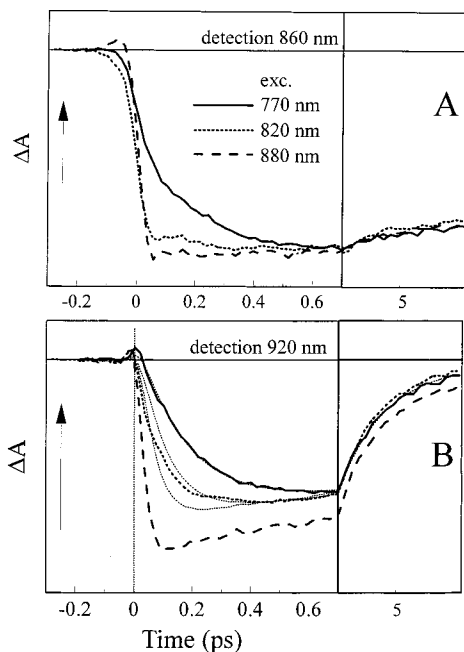 detection 860 nm
exc.
770 nm
820 nm
880 nm
A
ΔA
-0.2 0 0.2 0.4 0.6 5
detection 920 nm
B
ΔA
-0.2 0 0.2 0.4 0.6 5
Time (ps)